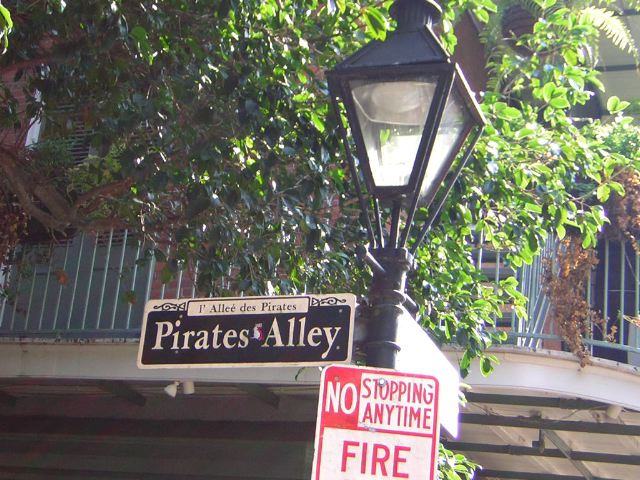 l' Alleé des Pirates
Pirates Alley
NO STOPPING
ANYTIME
FIRE